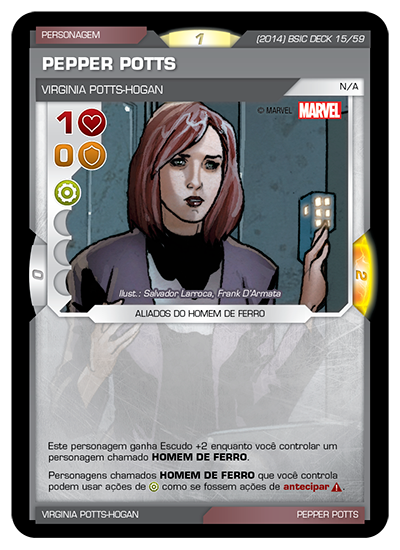 PERSONAGEM
1
(2014) BSIC DECK 15/59
PEPPER POTTS
VIRGINIA POTTS-HOGAN
N/A
1
© MARVEL MARVEL
0
0
2
Ilust.: Salvador Larroca, Frank D'Armata
ALIADOS DO HOMEM DE FERRO
Este personagem ganha Escudo +2 enquanto você controlar um
personagem chamado HOMEM DE FERRO.
Personagens chamados HOMEM DE FERRO que você controla
podem usar ações de como se fossem ações de antecipar.
VIRGINIA POTTS-HOGAN
PEPPER POTTS